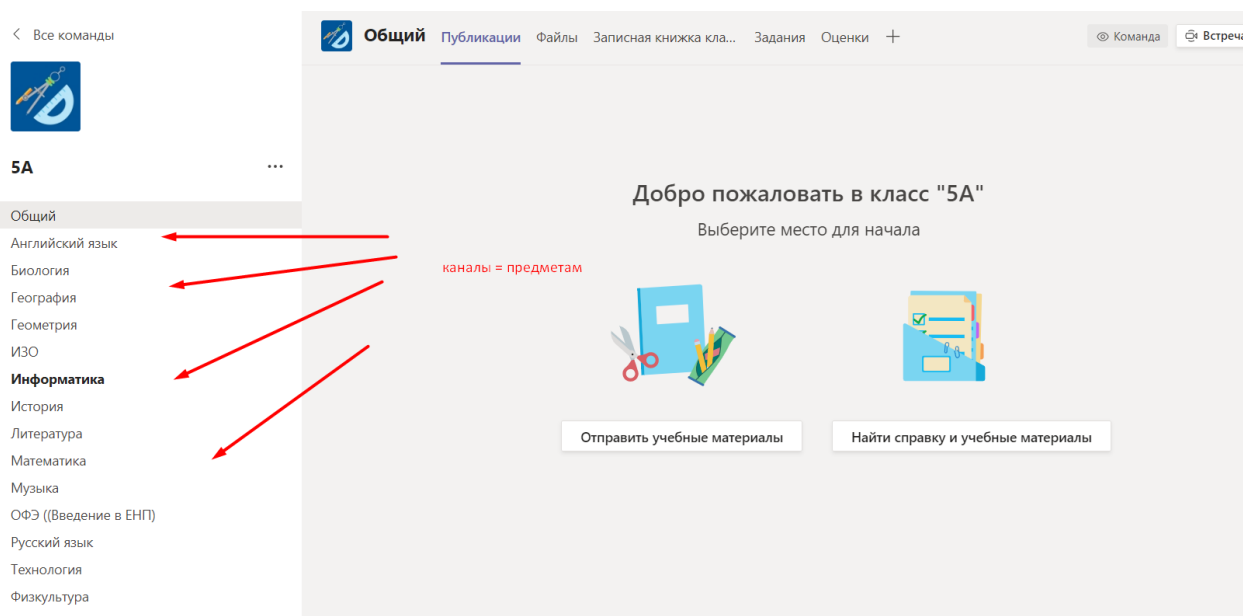 Все команды
5А
...
Общий
Английский язык
Биология
География
Геометрия
ИЗО
Информатика
История
Литература
Математика
Музыка
ОФЭ ((Введение в ЕНП)
Русский язык
Технология
Физкультура
Общий Публикации Файлы Записная книжка кла... Задания Оценки + Команда Встреча
Добро пожаловать в класс "5А"
Выберите место для начала
каналы = предметам
Отправить учебные материалы Найти справку и учебные материалы